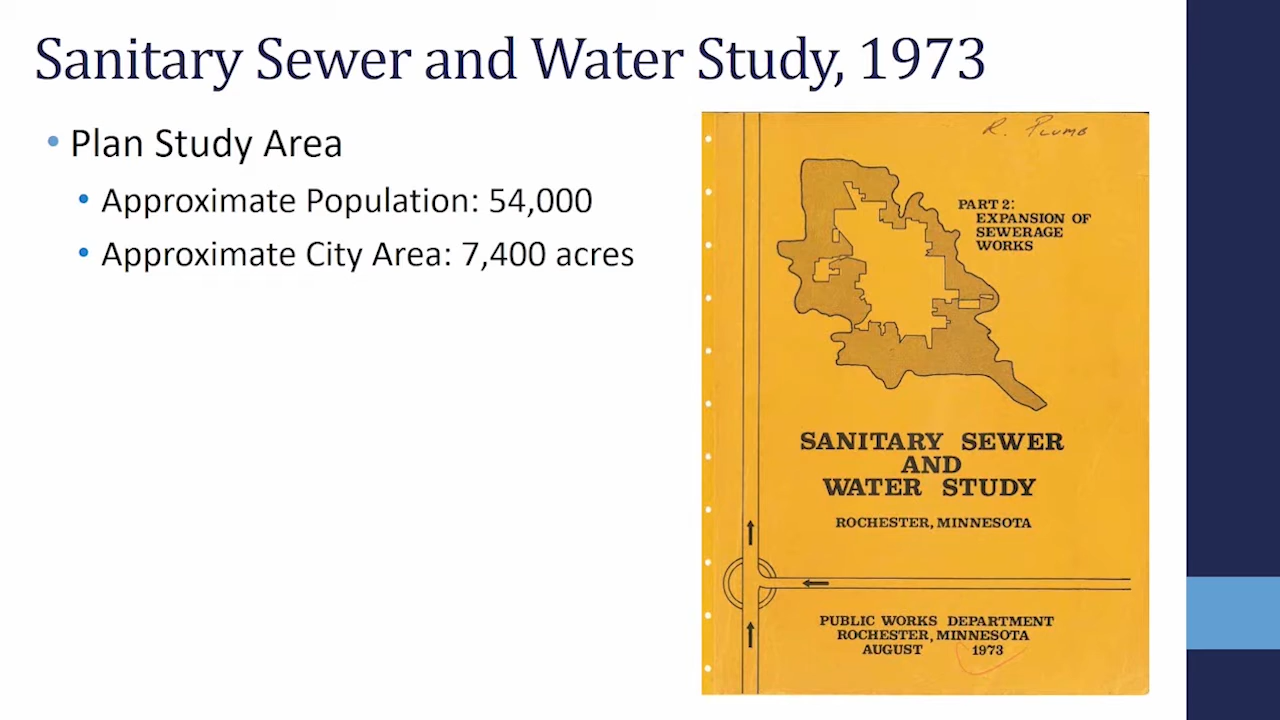 Sanitary Sewer and Water Study, 1973
• Plan Study Area
• Approximate Population: 54,000
• Approximate City Area: 7,400 acres
R. Plumb
PART 2:
EXPANSION OF
SEWERAGE
WORKS
SANITARY SEWER
AND
WATER STUDY
ROCHESTER, MINNESOTA
PUBLIC WORKS DEPARTMENT
ROCHESTER, MINNESOTA
AUGUST 1973